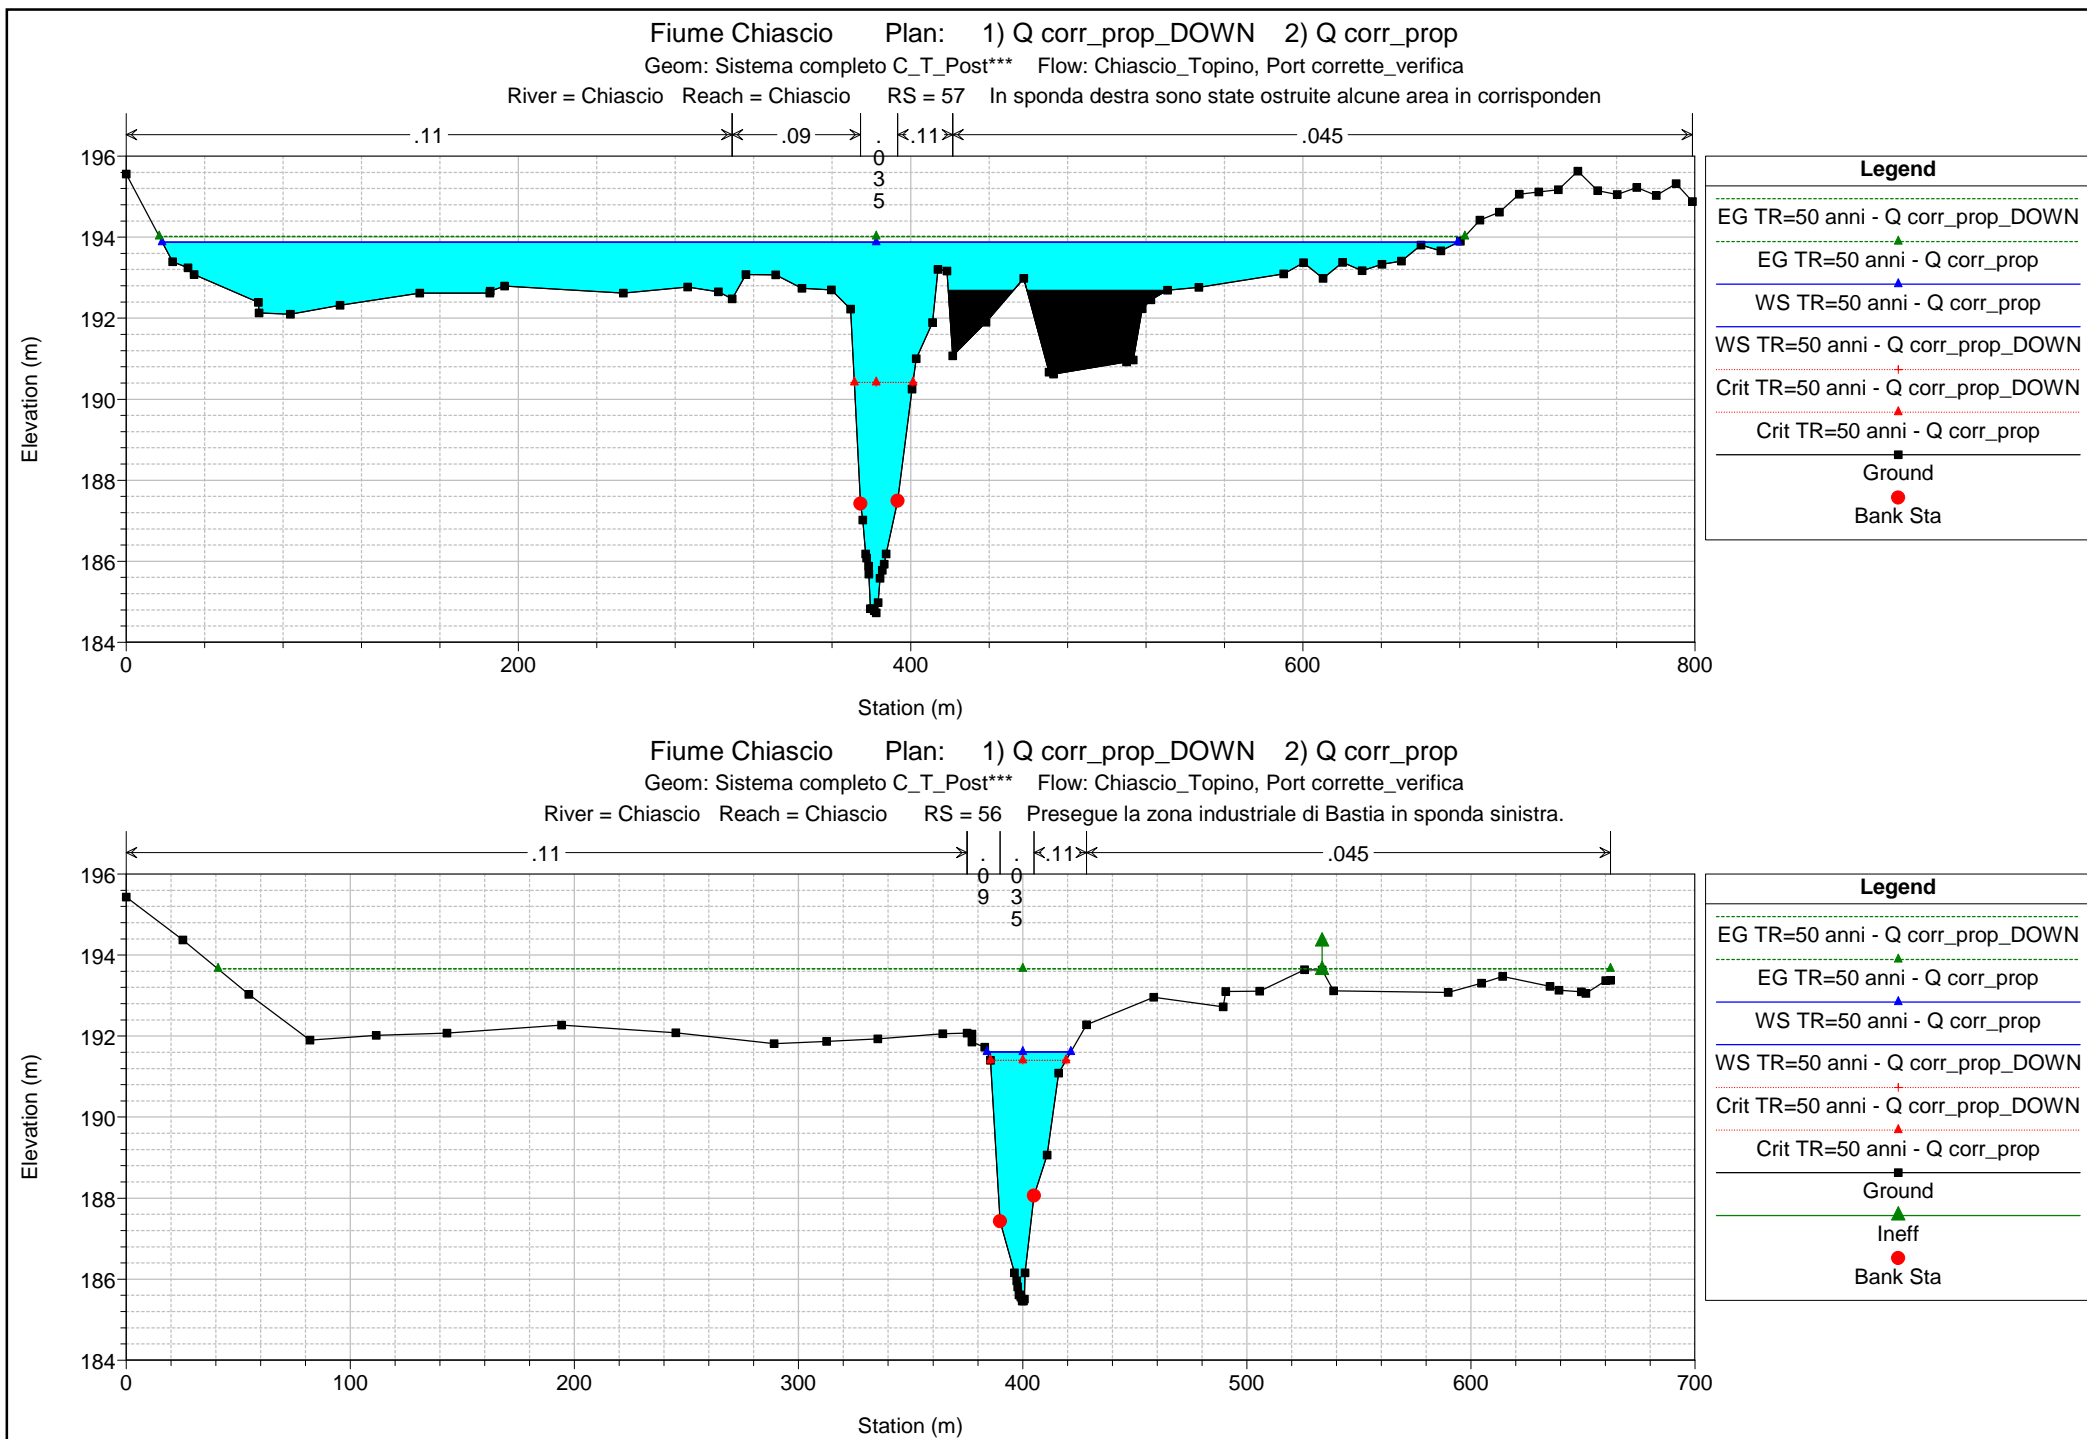 Fiume Chiascio Plan: 1) Q corr_prop_DOWN 2) Q corr_prop
Geom: Sistema completo C_T_Post*** Flow: Chiascio_Topino, Port corrette_verifica
River = Chiascio Reach = Chiascio RS = 57 In sponda destra sono state ostruite alcune area in corrisponden
.11 .09 .035 .11 .045
196
194
192
190
188
186
184
Elevation (m)
0 200 400 600 800
Station (m)
Legend
EG TR=50 anni - Q corr_prop_DOWN
EG TR=50 anni - Q corr_prop
WS TR=50 anni - Q corr_prop
WS TR=50 anni - Q corr_prop_DOWN
Crit TR=50 anni - Q corr_prop_DOWN
Crit TR=50 anni - Q corr_prop
Ground
Bank Sta
Fiume Chiascio Plan: 1) Q corr_prop_DOWN 2) Q corr_prop
Geom: Sistema completo C_T_Post*** Flow: Chiascio_Topino, Port corrette_verifica
River = Chiascio Reach = Chiascio RS = 56 Presegue la zona industriale di Bastia in sponda sinistra.
.11 .09 .035 .11 .045
196
194
192
190
188
186
184
Elevation (m)
0 100 200 300 400 500 600 700
Station (m)
Legend
EG TR=50 anni - Q corr_prop_DOWN
EG TR=50 anni - Q corr_prop
WS TR=50 anni - Q corr_prop
WS TR=50 anni - Q corr_prop_DOWN
Crit TR=50 anni - Q corr_prop_DOWN
Crit TR=50 anni - Q corr_prop
Ground
Ineff
Bank Sta